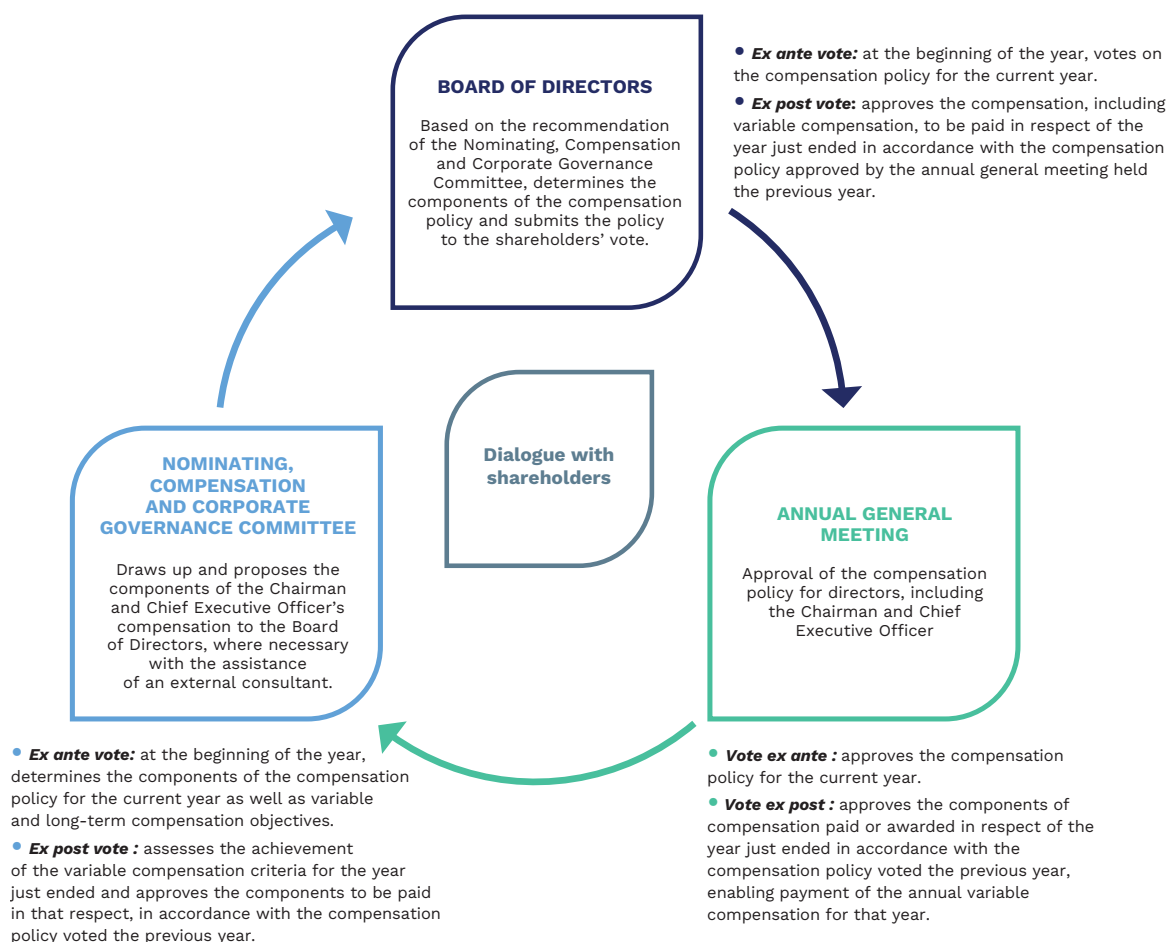 BOARD OF DIRECTORS
Based on the recommendation
of the Nominating, Compensation
and Corporate Governance
Committee, determines the
components of the compensation
policy and submits the policy
to the shareholders’ vote.
• Ex ante vote: at the beginning of the year, votes on
the compensation policy for the current year.
• Ex post vote: approves the compensation, including
variable compensation, to be paid in respect of the
year just ended in accordance with the compensation
policy approved by the annual general meeting held
the previous year.
Dialogue with
shareholders
NOMINATING,
COMPENSATION
AND CORPORATE
GOVERNANCE COMMITTEE
Draws up and proposes the
components of the Chairman
and Chief Executive Officer’s
compensation to the Board
of Directors, where necessary
with the assistance
of an external consultant.
ANNUAL GENERAL
MEETING
Approval of the compensation
policy for directors, including
the Chairman and Chief
Executive Officer
• Ex ante vote: at the beginning of the year,
determines the components of the compensation
policy for the current year as well as variable
and long-term compensation objectives.
• Ex post vote : assesses the achievement
of the variable compensation criteria for the year
just ended and approves the components to be paid
in that respect, in accordance with the compensation
policy voted the previous year.
• Vote ex ante : approves the compensation
policy for the current year.
• Vote ex post : approves the components of
compensation paid or awarded in respect of the
year just ended in accordance with the
compensation policy voted the previous year,
enabling payment of the annual variable
compensation for that year.